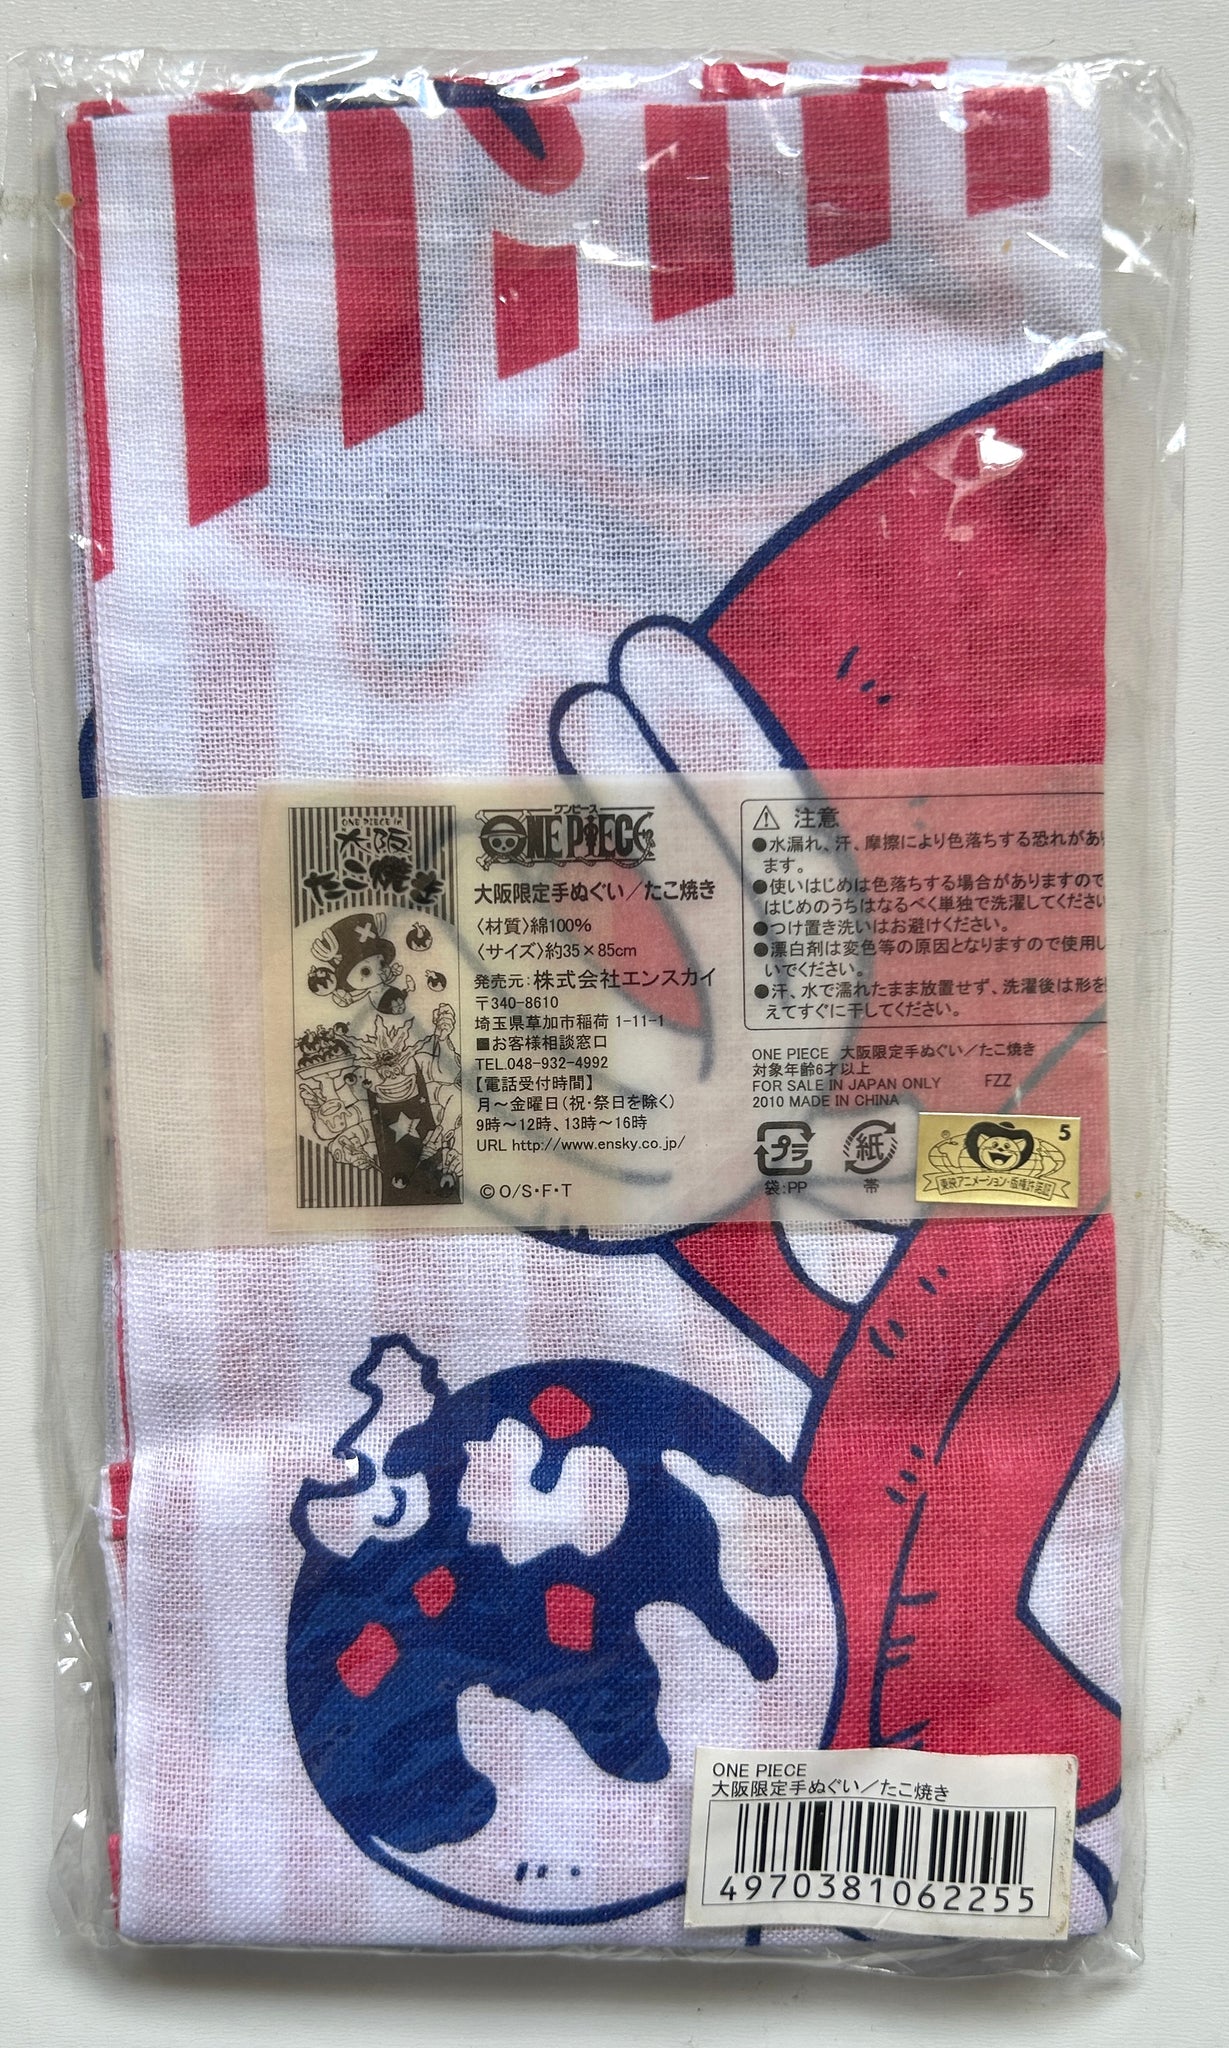 ONE PIECE in
大阪
たこ焼き
ワンピース
ONE PIECE
大阪限定手ぬぐい／たこ焼き
〈材質〉綿100%
〈サイズ〉約35×85cm
発売元:株式会社エンスカイ
〒340-8610
埼玉県草加市稲荷 1-11-1
■お客様相談窓口
TEL.048-932-4992
【電話受付時間】
月～金曜日(祝・祭日を除く)
9時～12時、13時～16時
URL http://www.ensky.co.jp/
©O/S・F・T
注意
●水漏れ、汗、摩擦により色落ちする恐れがあ
ます。
●使いはじめは色落ちする場合がありますので
はじめのうちはなるべく単独で洗濯してくださ
●つけ置き洗いはお避けください。
●漂白剤は変色等の原因となりますので使用し
いでください。
●汗、水で濡れたまま放置せず、洗濯後は形を
えてすぐに干してください。
ONE PIECE 大阪限定手ぬぐい／たこ焼き
対象年齢6才以上
FOR SALE IN JAPAN ONLY FZZ
2010 MADE IN CHINA
プラ 紙
袋:PP 帯
5
東映アニメーション・版権許諾証
ONE PIECE
大阪限定手ぬぐい／たこ焼き
4970381062255